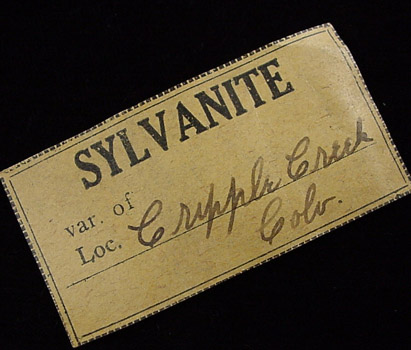 SYLVANITE
var. of
Loc. Cripple Creek
Colo.